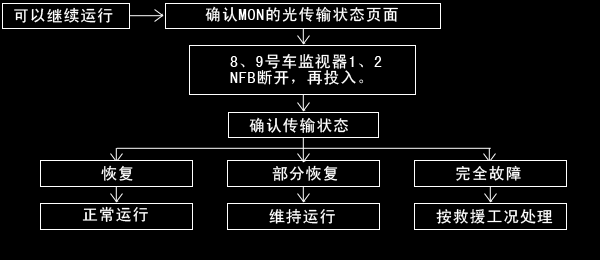 可以继续运行
确认MON的光传输状态页面
8、9号车监视器1、2
NFB断开，再投入。
确认传输状态
恢复
部分恢复
完全故障
正常运行
维持运行
按救援工况处理